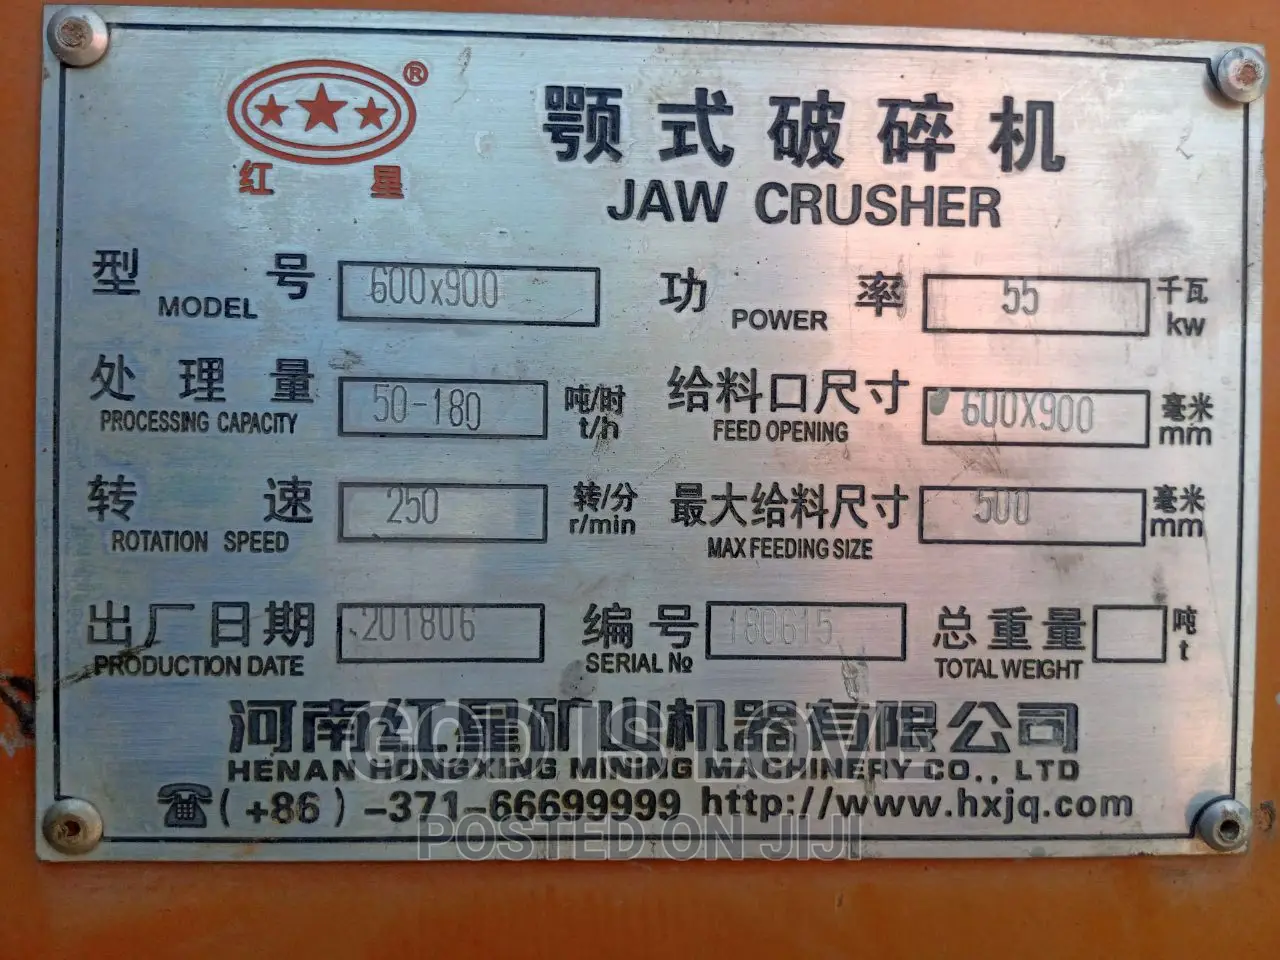 ®
红星
颚式破碎机
JAW CRUSHER
型号 600x900 功率 55 千瓦
MODEL POWER kw
处理量 50-180 吨/时 给料口尺寸 600X900 毫米
PROCESSING CAPACITY t/h FEED OPENING mm
转速 250 转/分 最大给料尺寸 500 毫米
ROTATION SPEED r/min MAX FEEDING SIZE mm
出厂日期 201806 编号 180615 总重量 吨
PRODUCTION DATE SERIAL № TOTAL WEIGHT t
河南红星矿山机器有限公司
HENAN HONGXING MINING MACHINERY CO., LTD
(+86)-371-66699999 http://www.hxjq.com
GOD IS LOVE
POSTED ON JIJI